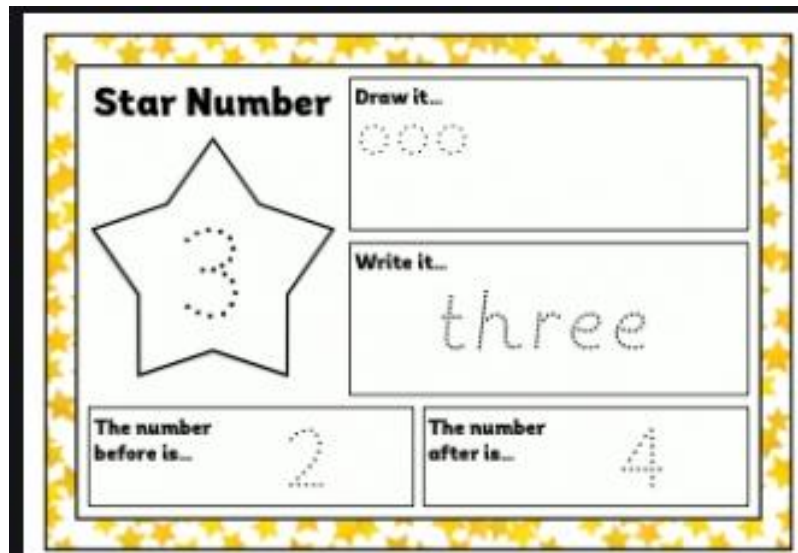 Star Number
3
Draw it...
Write it...
three
The number
before is...
2
The number
after is...
4